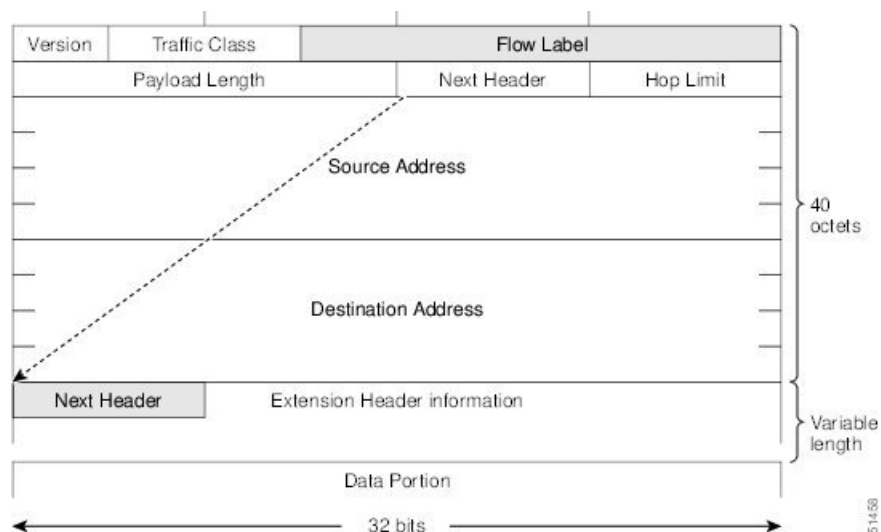 Version Traffic Class Flow Label
Payload Length Next Header Hop Limit
Source Address
40
octets
Destination Address
Next Header Extension Header information
Variable
length
Data Portion
32 bits
51458